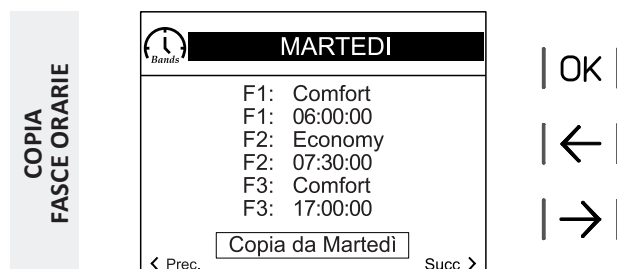 COPIA
FASCE ORARIE
Bands
MARTEDI
F1: Comfort
F1: 06:00:00
F2: Economy
F2: 07:30:00
F3: Comfort
F3: 17:00:00
Copia da Martedì
< Prec.
Succ >
OK